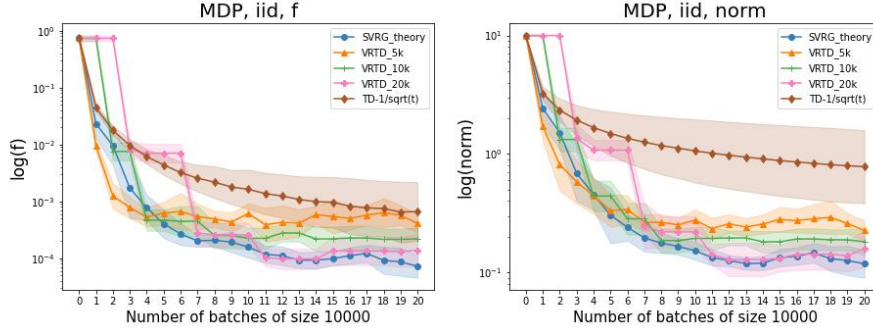 MDP, iid, f
SVRG_theory
VRTD_5k
VRTD_10k
VRTD_20k
TD-1/sqrt(t)
10⁰
10⁻¹
10⁻²
10⁻³
10⁻⁴
log(f)
0 1 2 3 4 5 6 7 8 9 10 11 12 13 14 15 16 17 18 19 20
Number of batches of size 10000
MDP, iid, norm
SVRG_theory
VRTD_5k
VRTD_10k
VRTD_20k
TD-1/sqrt(t)
10¹
10⁰
10⁻¹
log(norm)
0 1 2 3 4 5 6 7 8 9 10 11 12 13 14 15 16 17 18 19 20
Number of batches of size 10000